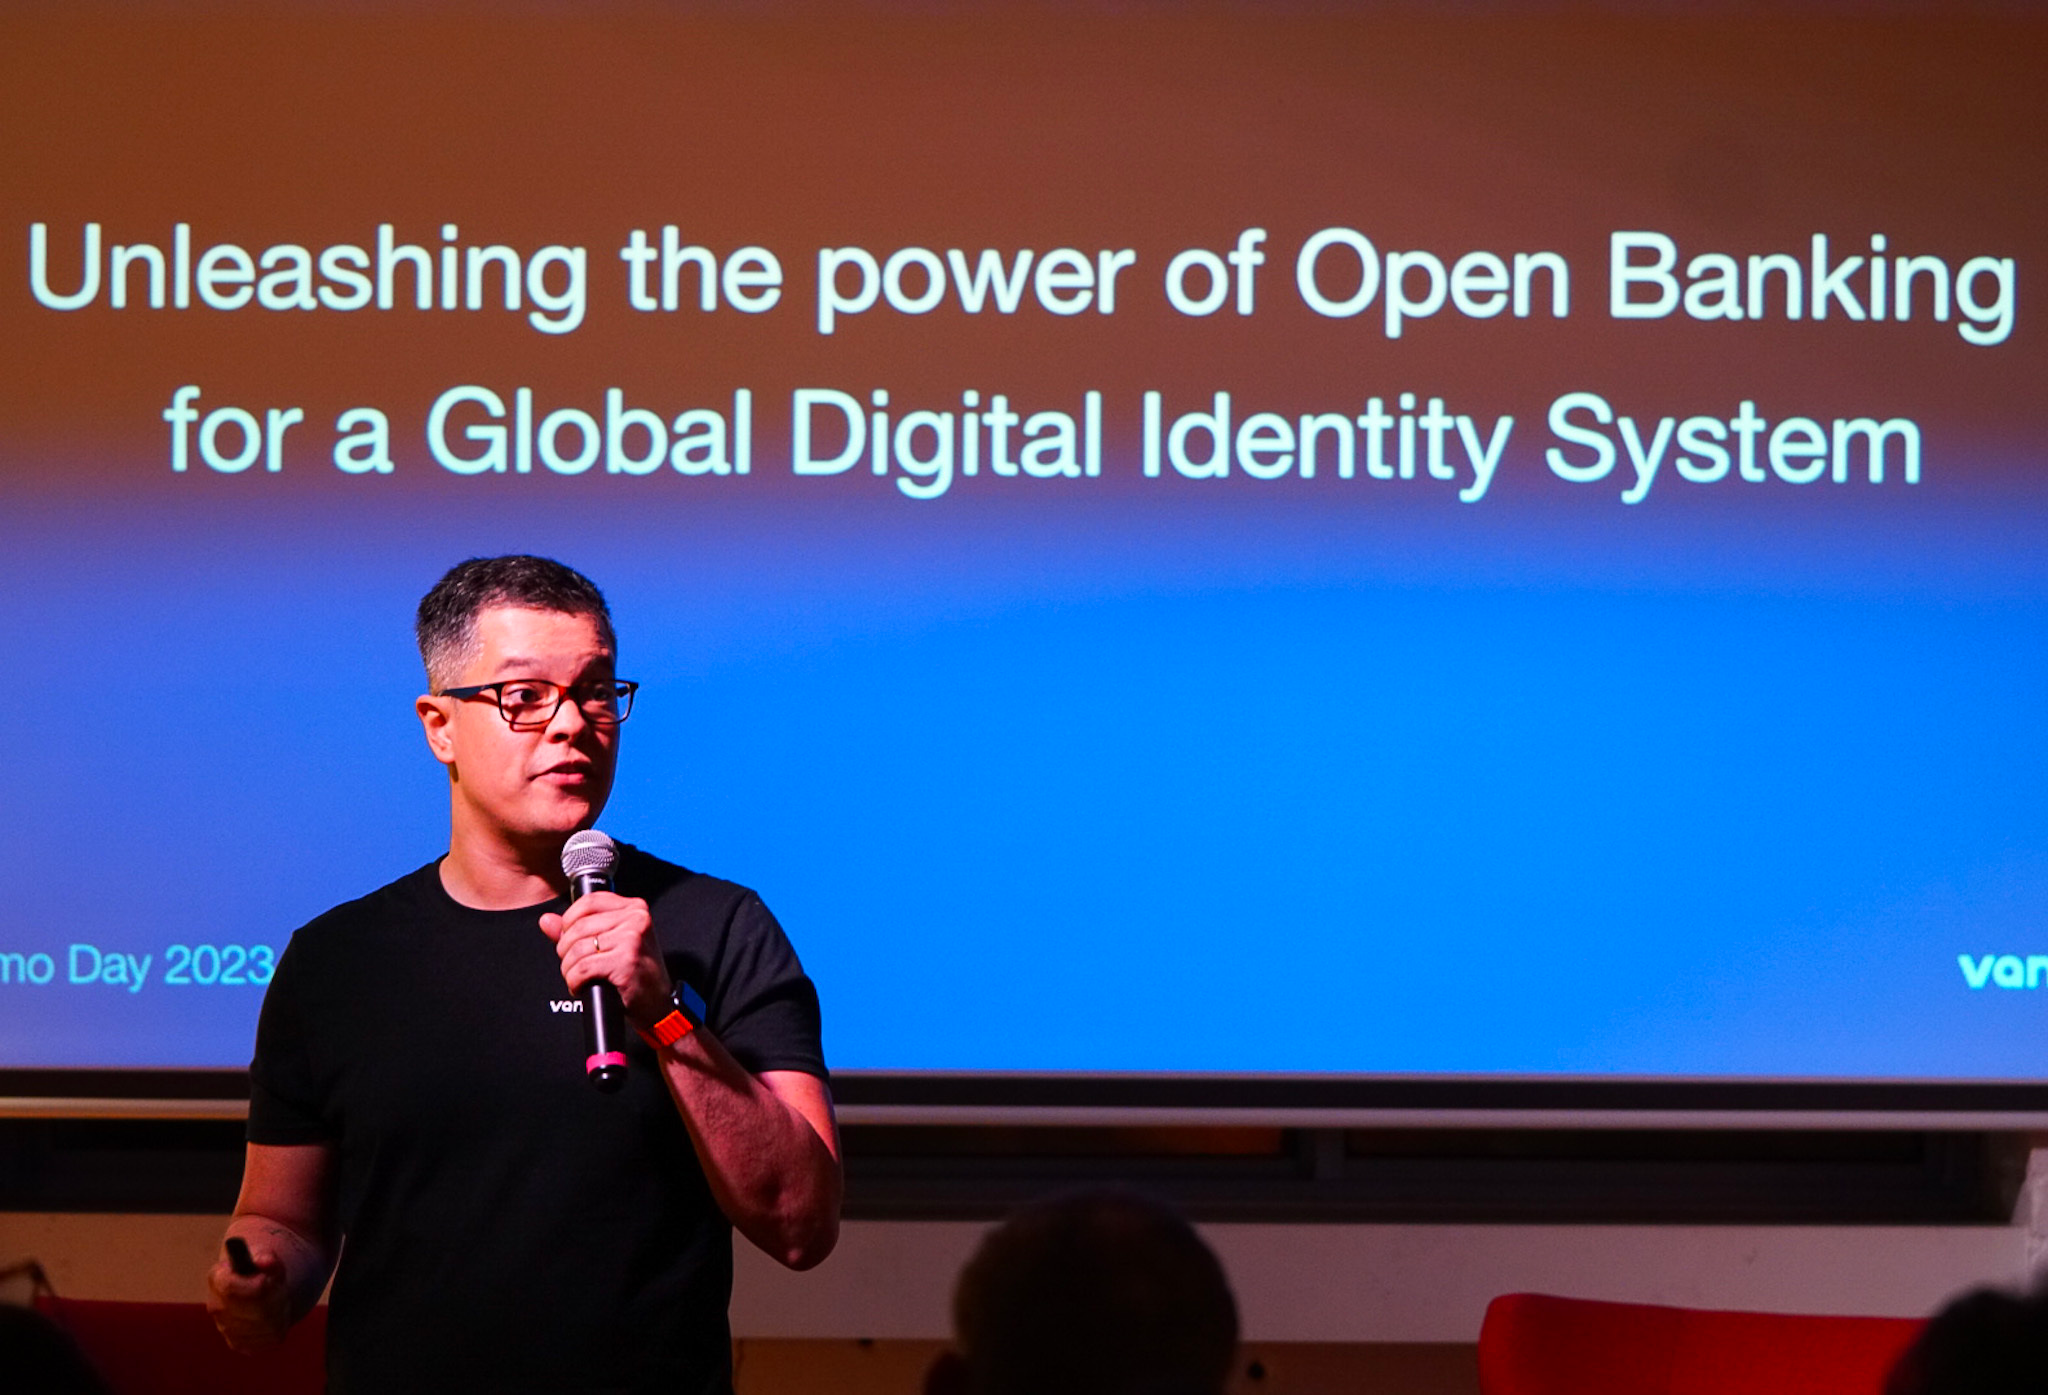 Unleashing the power of Open Banking
for a Global Digital Identity System
mo Day 2023
van
van